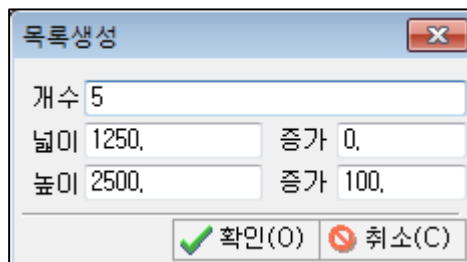 목록생성
개수 5
넓이 1250, 증가 0,
높이 2500, 증가 100,
확인(O) 취소(C)